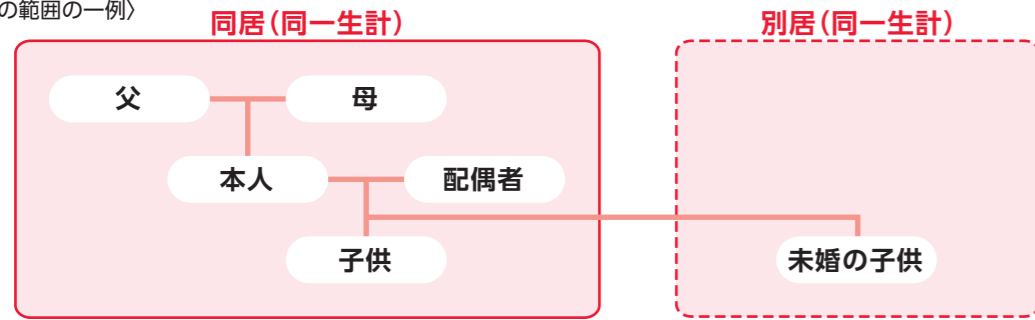 の範囲の一例〉
同居(同一生計)
別居(同一生計)
父
母
本人
配偶者
子供
未婚の子供